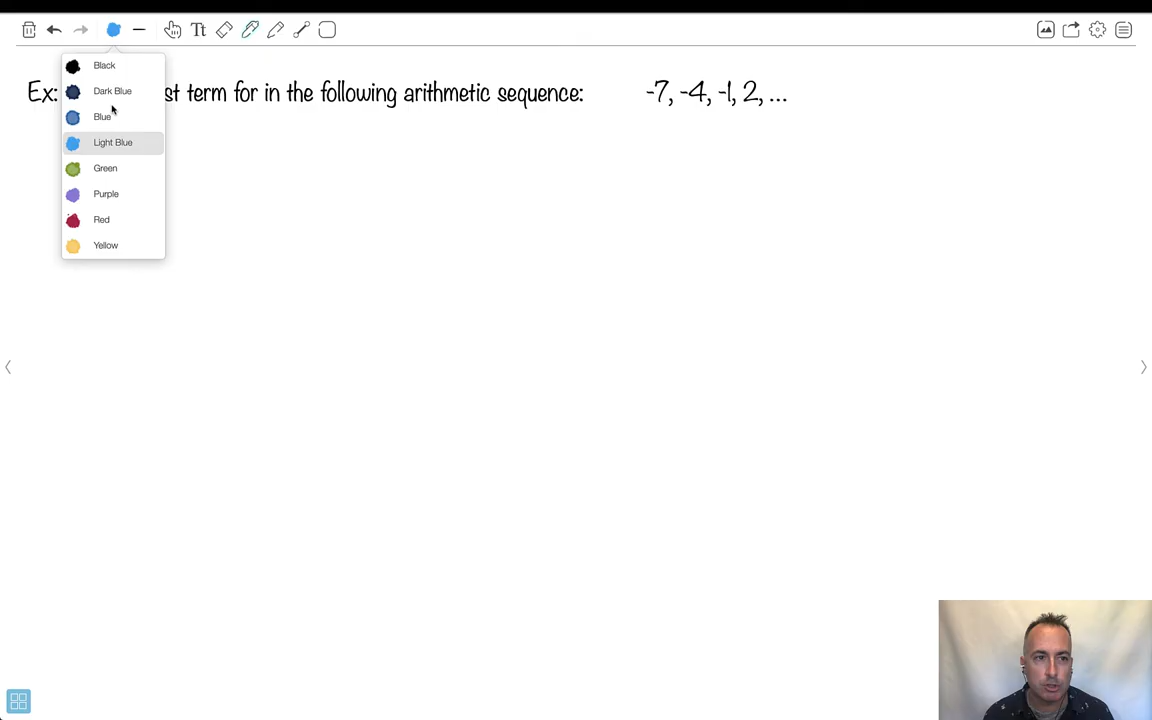 Tt
Black
Dark Blue
Blue
Light Blue
Green
Purple
Red
Yellow
Ex: st term for in the following arithmetic sequence: -7, -4, -1, 2, ...